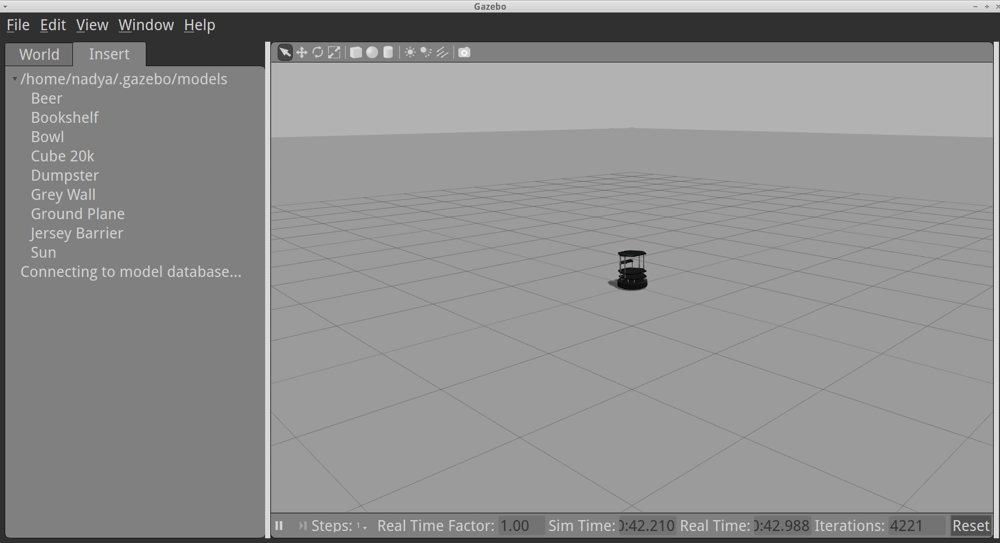 Gazebo
File Edit View Window Help
World Insert
/home/nadya/.gazebo/models
Beer
Bookshelf
Bowl
Cube 20k
Dumpster
Grey Wall
Ground Plane
Jersey Barrier
Sun
Connecting to model database...
Steps: 1 Real Time Factor: 1.00 Sim Time: 0:42.210 Real Time: 0:42.988 Iterations: 4221 Reset